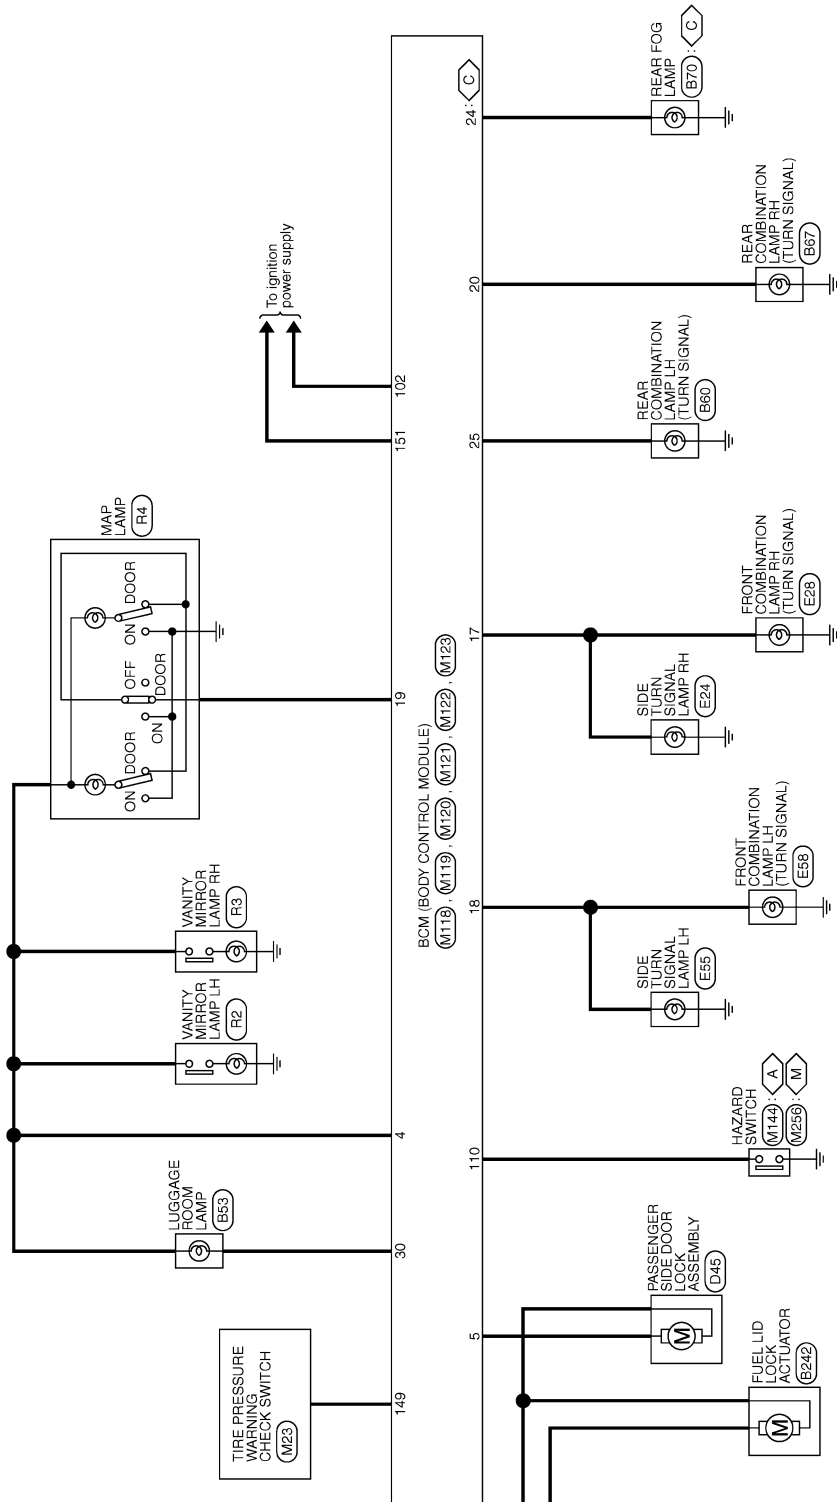 REAR FOG
LAMP
B70 : C
24: C
REAR
COMBINATION
LAMP RH
(TURN SIGNAL)
B67
20
To ignition
power supply
102
151
REAR
COMBINATION
LAMP LH
(TURN SIGNAL)
B60
25
MAP
LAMP
R4
DOOR
ON
OFF
DOOR
ON
DOOR
ON
19
FRONT
COMBINATION
LAMP RH
(TURN SIGNAL)
E28
17
SIDE
TURN
SIGNAL
LAMP RH
E24
BCM (BODY CONTROL MODULE)
M118 , M119 , M120 , M121 , M122 , M123
VANITY
MIRROR
LAMP RH
R3
FRONT
COMBINATION
LAMP LH
(TURN SIGNAL)
E58
18
SIDE
TURN
SIGNAL
LAMP LH
E55
VANITY
MIRROR
LAMP LH
R2
4
HAZARD
SWITCH
M144 : A
M256 : M
110
LUGGAGE
ROOM
LAMP
B53
30
PASSENGER
SIDE DOOR
LOCK
ASSEMBLY
D45
M
5
TIRE PRESSURE
WARNING
CHECK SWITCH
M23
149
FUEL LID
LOCK
ACTUATOR
B242
M